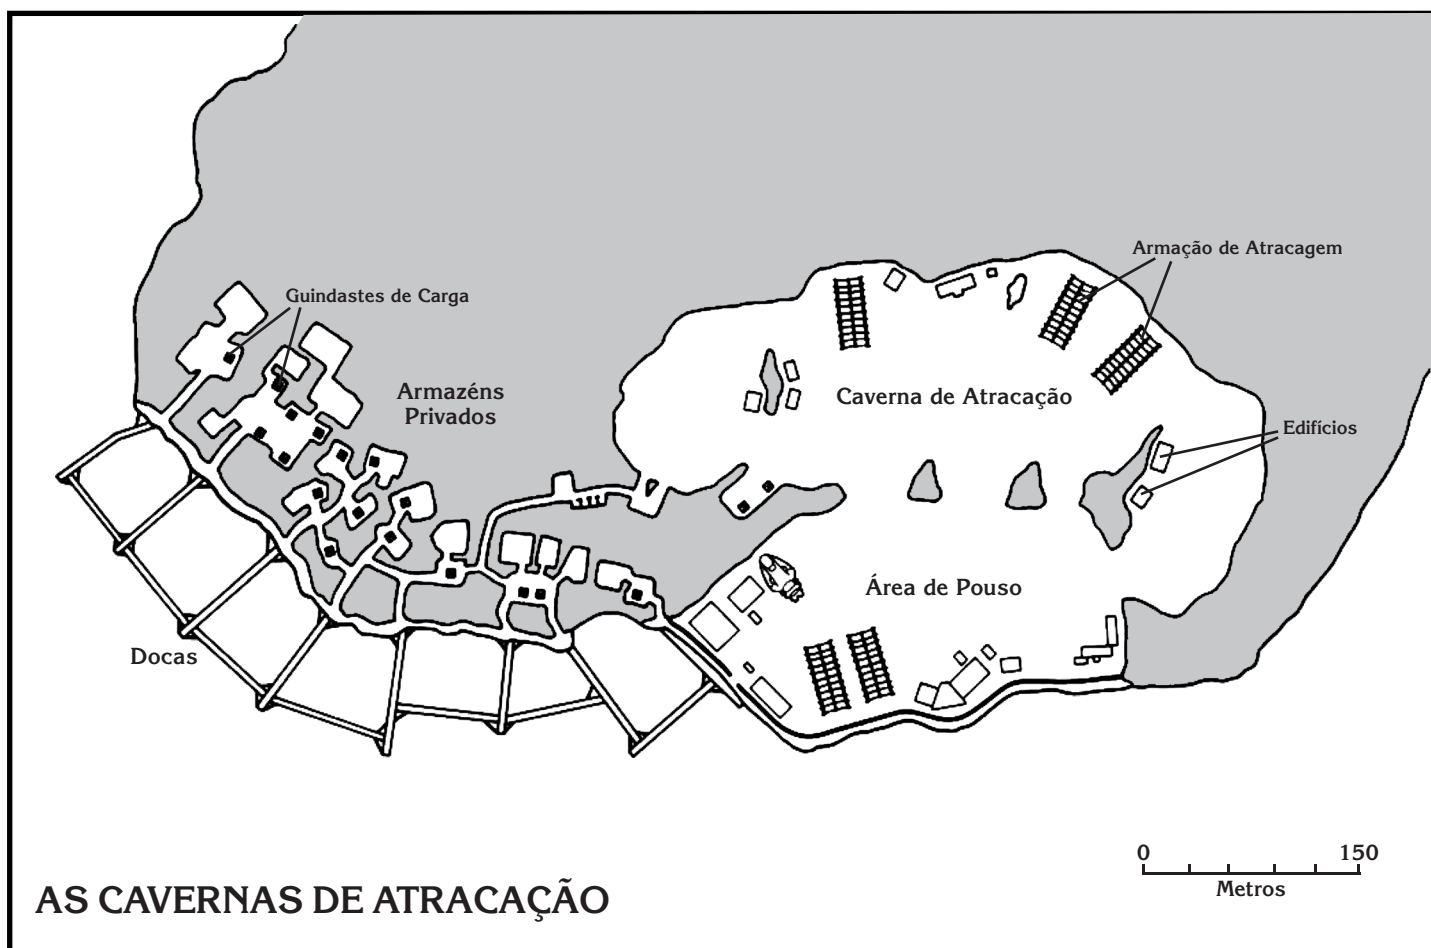 Armação de Atracagem
Guindastes de Carga
Armazéns
Privados
Caverna de Atracação
Edifícios
Área de Pouso
Docas
0 150
Metros
AS CAVERNAS DE ATRACAÇÃO